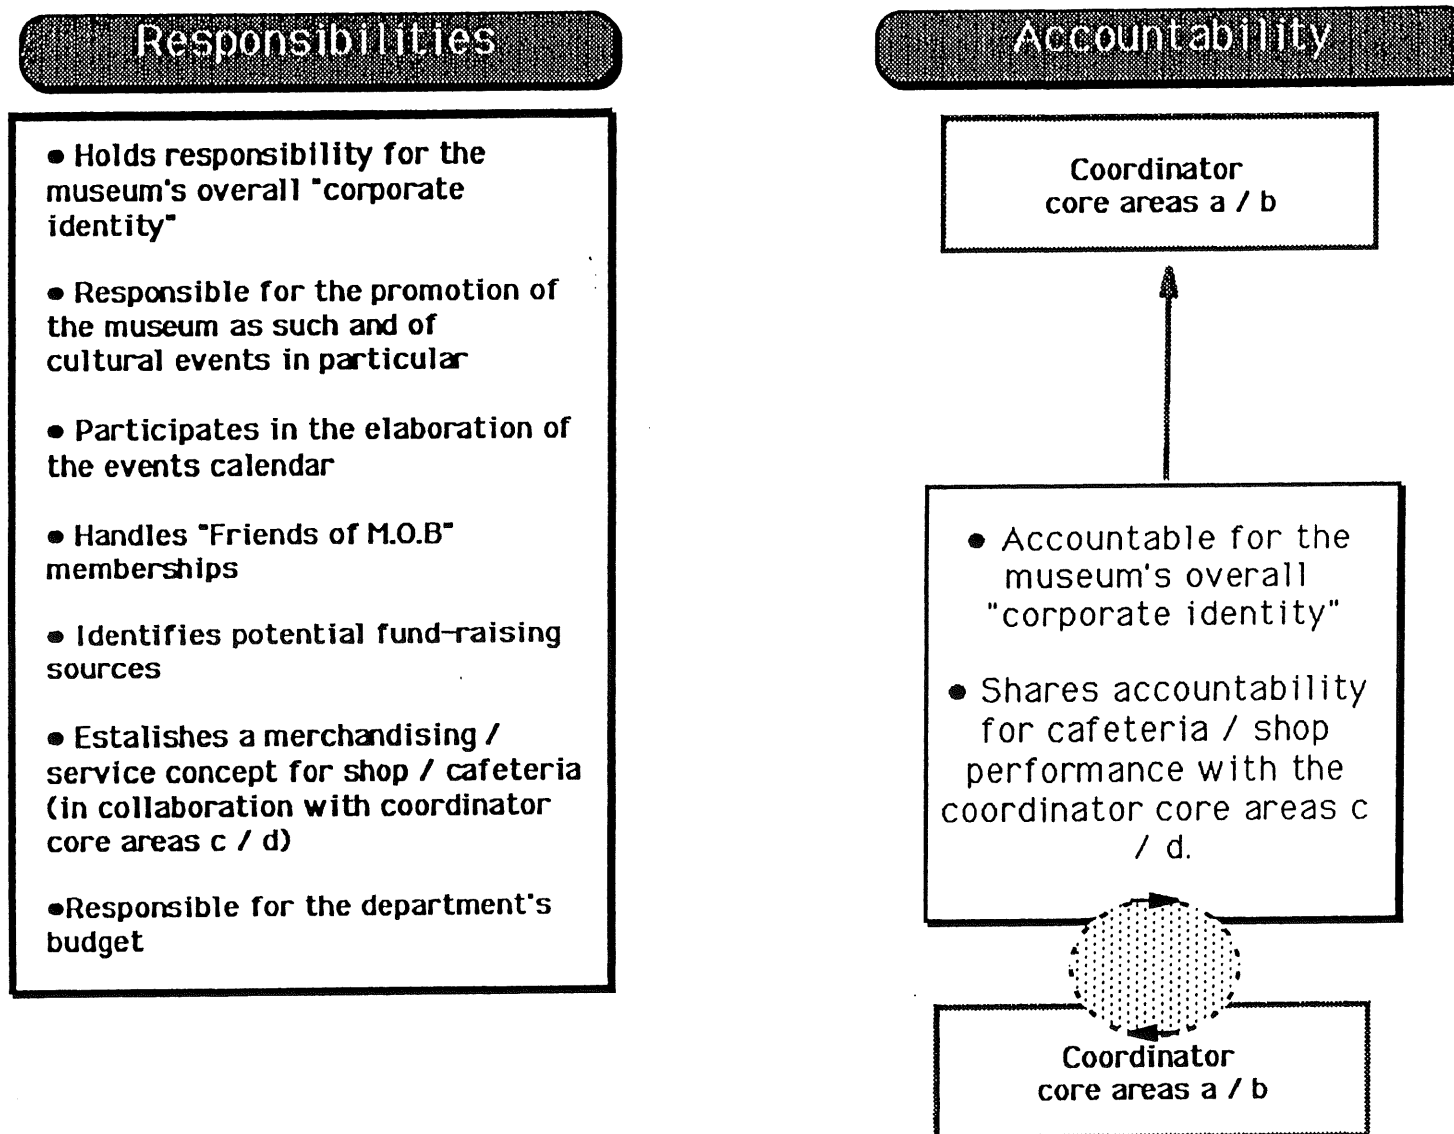 Responsibilities
• Holds responsibility for the
museum's overall "corporate
identity"
• Responsible for the promotion of
the museum as such and of
cultural events in particular
• Participates in the elaboration of
the events calendar
• Handles "Friends of M.O.B"
memberships
• Identifies potential fund-raising
sources
• Estalishes a merchandising /
service concept for shop / cafeteria
(in collaboration with coordinator
core areas c / d)
•Responsible for the department's
budget
Accountability
Coordinator
core areas a / b
• Accountable for the
museum's overall
"corporate identity"
• Shares accountability
for cafeteria / shop
performance with the
coordinator core areas c
/ d.
Coordinator
core areas a / b